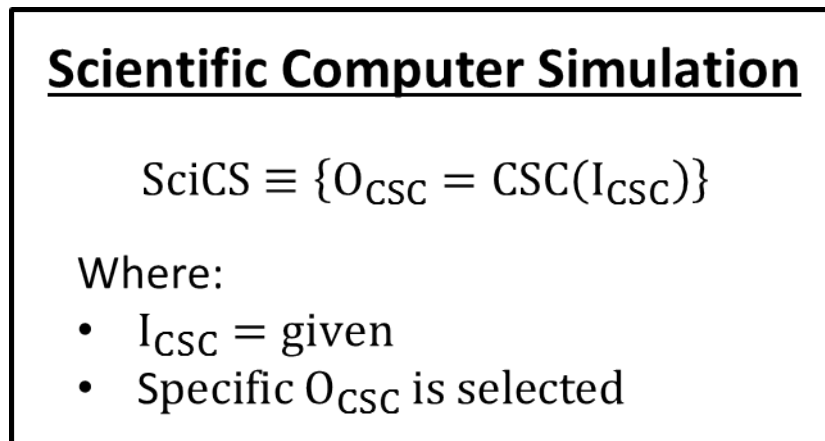 Scientific Computer Simulation
SciCS ≡ {O_CSC = CSC(I_CSC)}
Where:
• I_CSC = given
• Specific O_CSC is selected